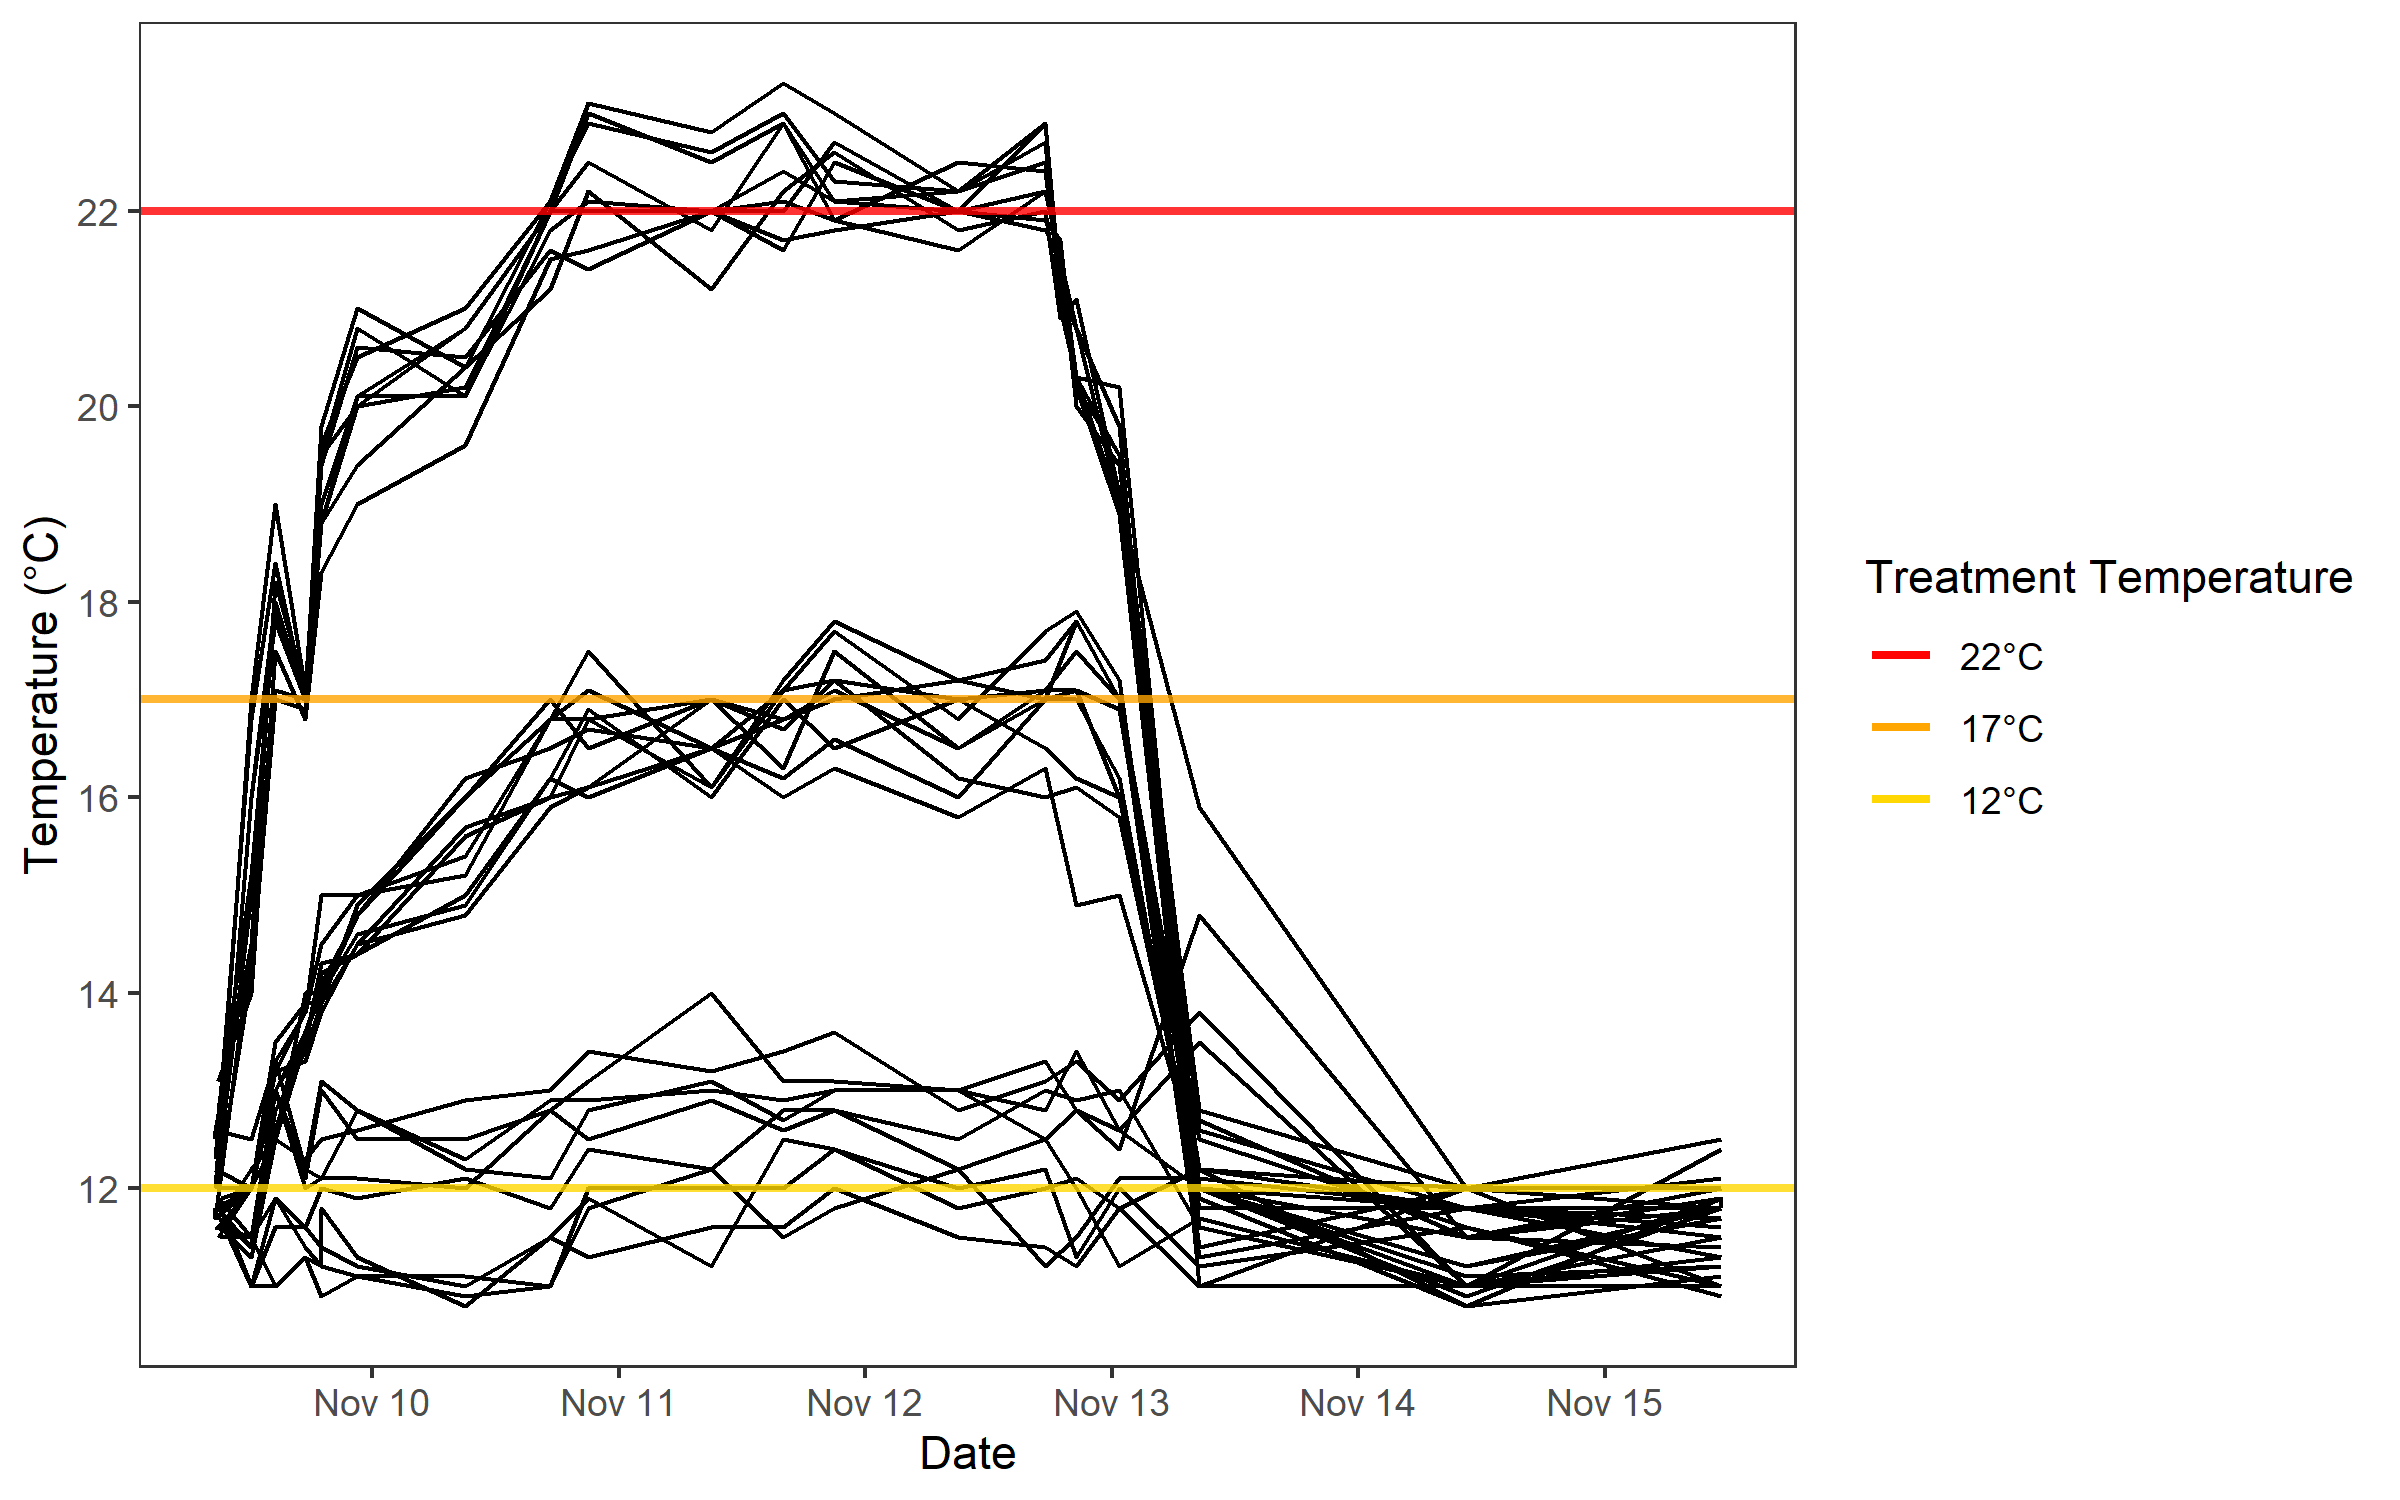 22
20
18
16
14
12
Temperature (°C)
Nov 10 Nov 11 Nov 12 Nov 13 Nov 14 Nov 15
Date
Treatment Temperature
22°C
17°C
12°C